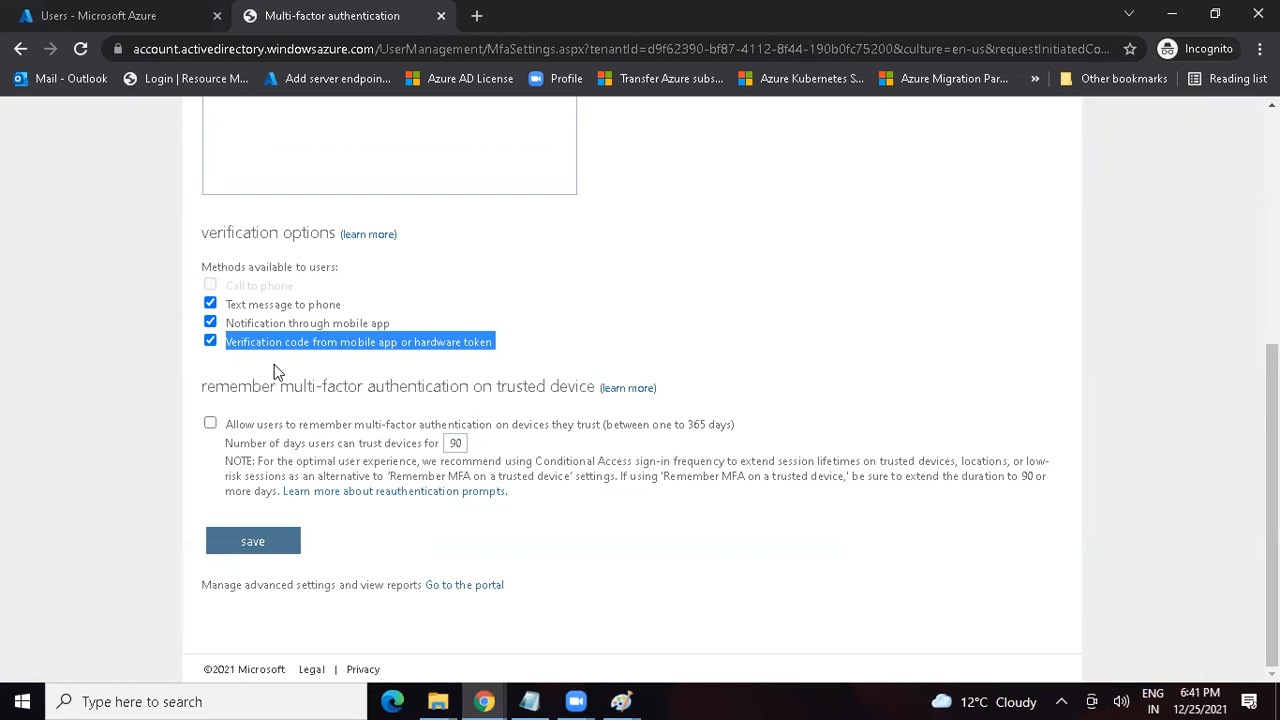 Users - Microsoft Azure
Multi-factor authentication
account.activedirectory.windowsazure.com/UserManagement/MfaSettings.aspx?tenantId=d9f62390-bf87-4112-8f44-190b0fc75200&culture=en-us&requestInitiatedCo...
Incognito
Mail - Outlook
Login | Resource M...
Add server endpoin...
Azure AD License
Profile
Transfer Azure subs...
Azure Kubernetes S...
Azure Migration Par...
»
Other bookmarks
Reading list
verification options (learn more)
Methods available to users:
Call to phone
Text message to phone
Notification through mobile app
Verification code from mobile app or hardware token
remember multi-factor authentication on trusted device (learn more)
Allow users to remember multi-factor authentication on devices they trust (between one to 365 days)
Number of days users can trust devices for 90
NOTE: For the optimal user experience, we recommend using Conditional Access sign-in frequency to extend session lifetimes on trusted devices, locations, or low-
risk sessions as an alternative to 'Remember MFA on a trusted device' settings. If using 'Remember MFA on a trusted device,' be sure to extend the duration to 90 or
more days. Learn more about reauthentication prompts.
save
Manage advanced settings and view reports Go to the portal
©2021 Microsoft Legal | Privacy
Type here to search
12°C Cloudy
ENG
IN
6:41 PM
12/25/2021